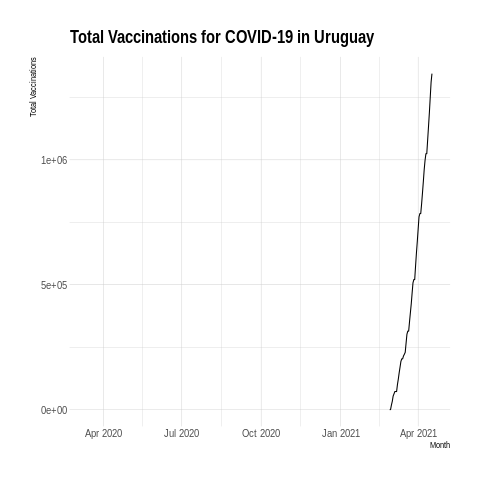 Total Vaccinations for COVID-19 in Uruguay
Total Vaccinations
1e+06
5e+05
0e+00
Apr 2020 Jul 2020 Oct 2020 Jan 2021 Apr 2021
Month